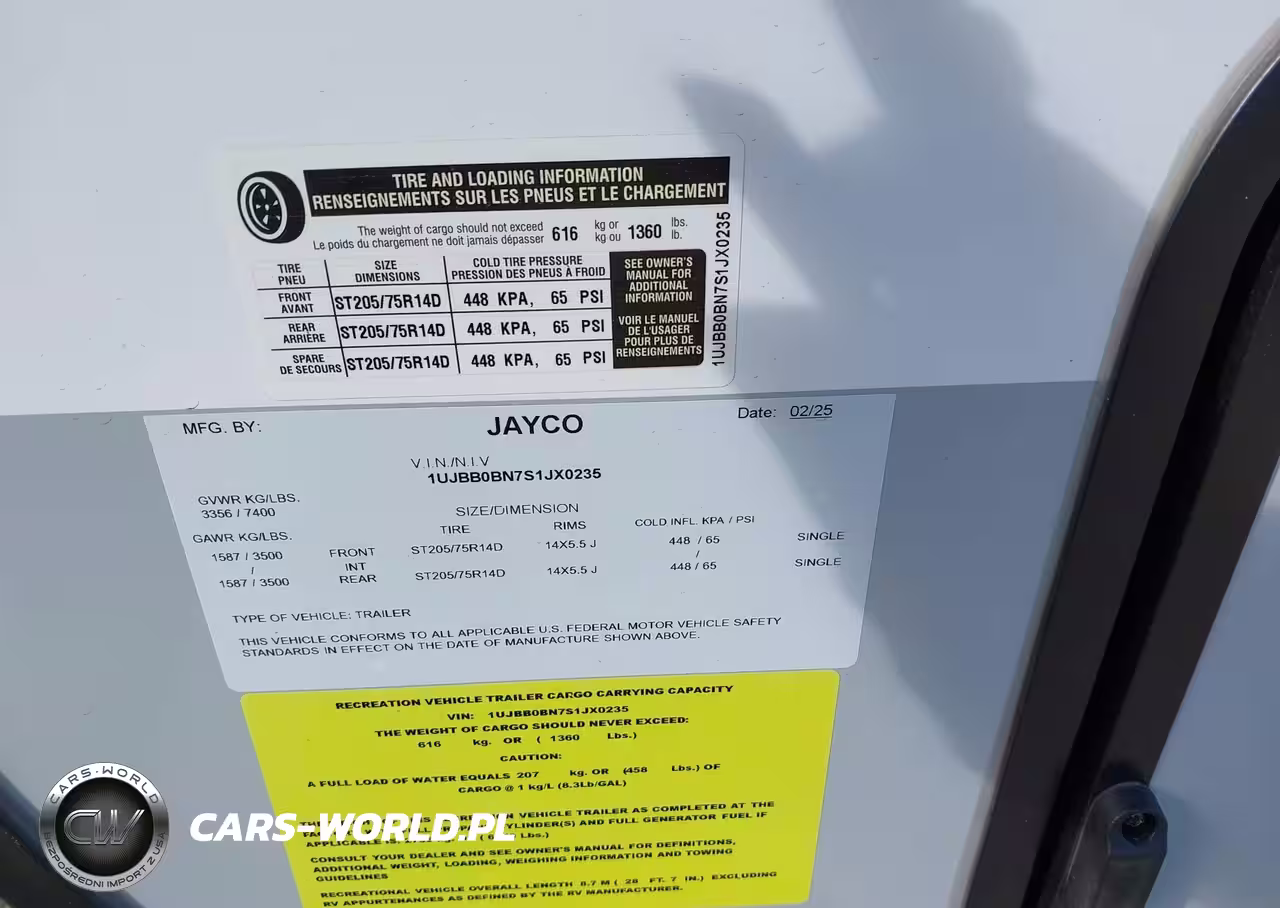 TIRE AND LOADING INFORMATION
RENSEIGNEMENTS SUR LES PNEUS ET LE CHARGEMENT
The weight of cargo should not exceed 616 kg or 1360 lbs.
Le poids du chargement ne doit jamais dépasser kg ou lb.
TIRE PNEU SIZE DIMENSIONS COLD TIRE PRESSURE PRESSION DES PNEUS À FROID
FRONT AVANT ST205/75R14D 448 KPA, 65 PSI
REAR ARRIÈRE ST205/75R14D 448 KPA, 65 PSI
SPARE DE SECOURS ST205/75R14D 448 KPA, 65 PSI
SEE OWNER'S
MANUAL FOR
ADDITIONAL
INFORMATION
VOIR LE MANUEL
DE L'USAGER
POUR PLUS DE
RENSEIGNEMENTS
1UJBB0BN7S1JX0235
MFG. BY: JAYCO Date: 02/25
V.I.N./N.I.V
1UJBB0BN7S1JX0235
GVWR KG/LBS.
3356 / 7400
SIZE/DIMENSION
GAWR KG/LBS. TIRE RIMS COLD INFL. KPA / PSI
1587 / 3500 FRONT ST205/75R14D 14X5.5 J 448 / 65 SINGLE
/ INT /
1587 / 3500 REAR ST205/75R14D 14X5.5 J 448 / 65 SINGLE
TYPE OF VEHICLE: TRAILER
THIS VEHICLE CONFORMS TO ALL APPLICABLE U.S. FEDERAL MOTOR VEHICLE SAFETY
STANDARDS IN EFFECT ON THE DATE OF MANUFACTURE SHOWN ABOVE.
RECREATION VEHICLE TRAILER CARGO CARRYING CAPACITY
VIN: 1UJBB0BN7S1JX0235
THE WEIGHT OF CARGO SHOULD NEVER EXCEED:
616 kg. OR ( 1360 Lbs.)
CAUTION:
A FULL LOAD OF WATER EQUALS 207 kg. OR (458 Lbs.) OF
CARGO @ 1 kg/L (8.3Lb/GAL)
VEHICLE TRAILER AS COMPLETED AT THE
AND FULL GENERATOR FUEL IF
APPLICABLE IS: Lbs.)
CONSULT YOUR DEALER AND SEE OWNER'S MANUAL FOR DEFINITIONS,
ADDITIONAL WEIGHT, LOADING, WEIGHING INFORMATION AND TOWING
GUIDELINES
RECREATIONAL VEHICLE OVERALL LENGTH 8.7 M ( 28 FT. 7 IN.) EXCLUDING
RV APPURTENANCES AS DEFINED BY THE RV MANUFACTURER.
CARS-WORLD
CW
BEZPOŚREDNI IMPORT Z USA
CARS-WORLD.PL